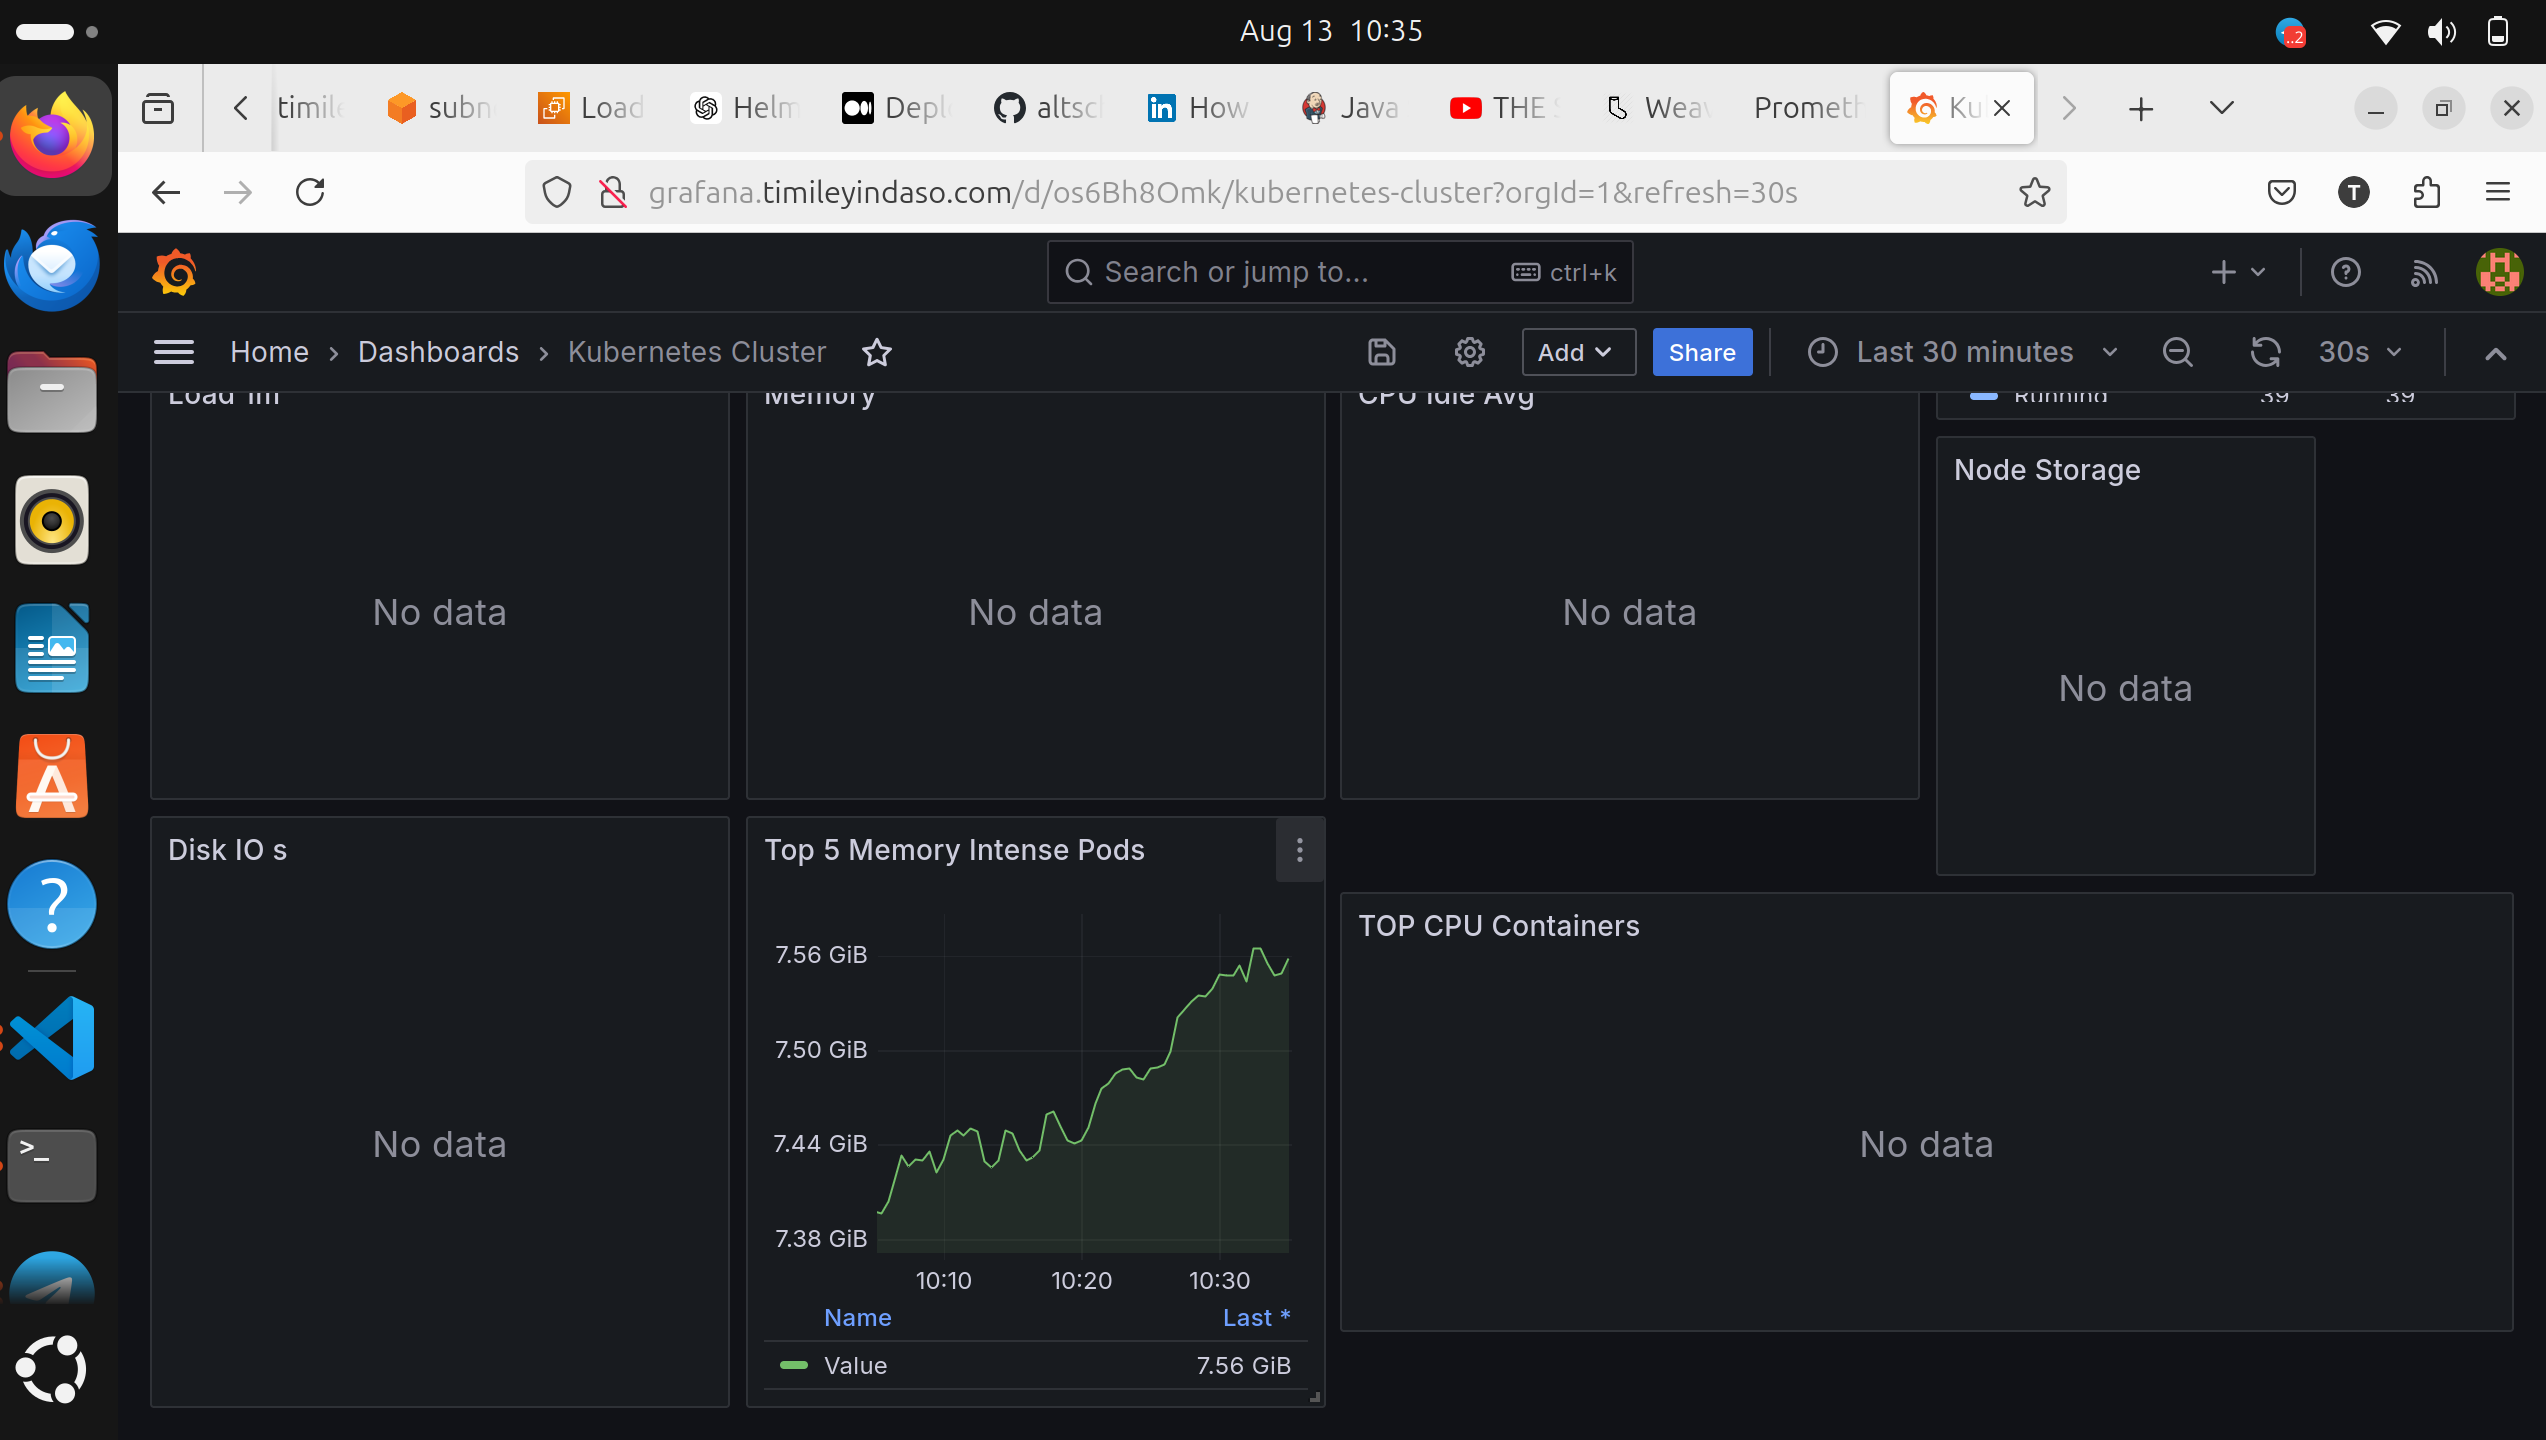 Aug 13 10:35
..2
timile
subn
Load
Helm
Depl
altsc
in How
Java
THE S
Weav
Prometh
Ku
grafana.timileyindaso.com/d/os6Bh8Omk/kubernetes-cluster?orgId=1&refresh=30s
T
Search or jump to...
ctrl+k
Home
Dashboards
Kubernetes Cluster
Add
Share
Last 30 minutes
30s
Load 1m
Memory
CPU Idle Avg
Running 39 39
Node Storage
No data
No data
No data
No data
Disk IO s
Top 5 Memory Intense Pods
TOP CPU Containers
7.56 GiB
7.50 GiB
7.44 GiB
7.38 GiB
10:10 10:20 10:30
Name Last *
Value 7.56 GiB
No data
No data